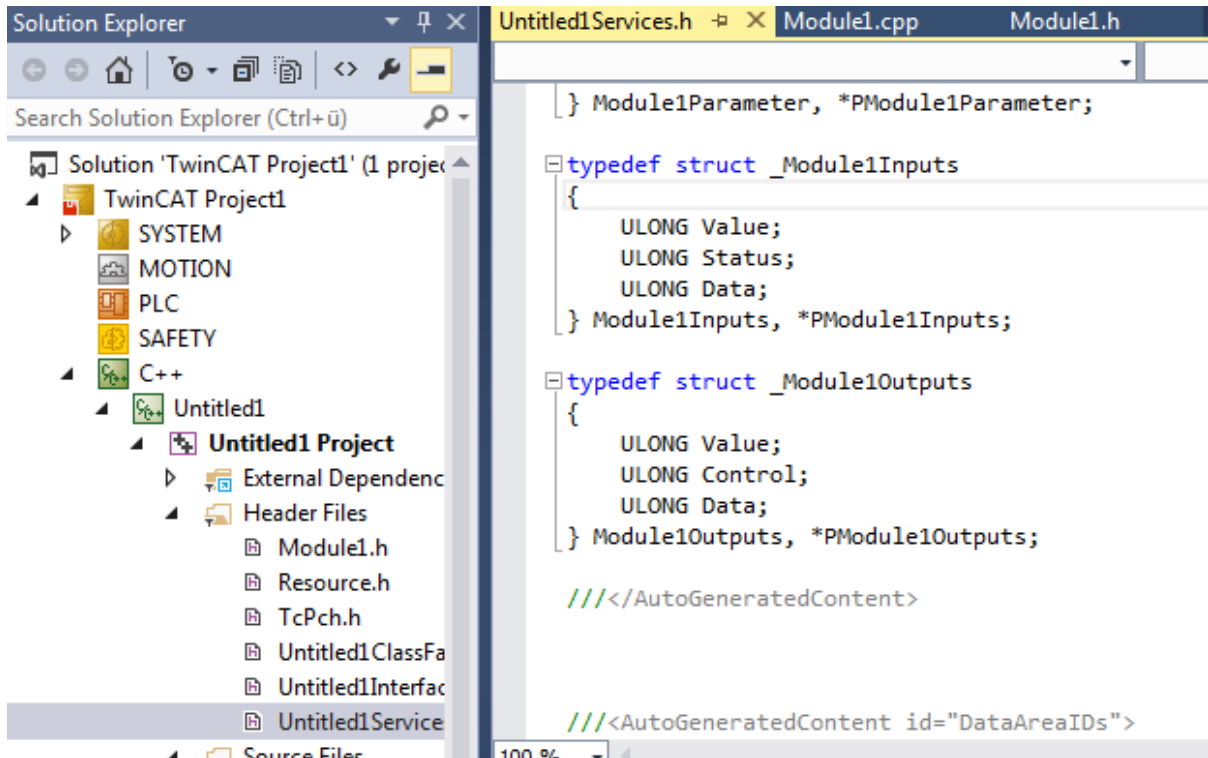 Solution Explorer
Search Solution Explorer (Ctrl+ü)
Solution 'TwinCAT Project1' (1 projec
TwinCAT Project1
SYSTEM
MOTION
PLC
SAFETY
C++
Untitled1
Untitled1 Project
External Dependenc
Header Files
Module1.h
Resource.h
TcPch.h
Untitled1ClassFa
Untitled1Interfac
Untitled1Service
Source Files
Untitled1Services.h Module1.cpp Module1.h
} Module1Parameter, *PModule1Parameter;
typedef struct _Module1Inputs
{
ULONG Value;
ULONG Status;
ULONG Data;
} Module1Inputs, *PModule1Inputs;
typedef struct _Module1Outputs
{
ULONG Value;
ULONG Control;
ULONG Data;
} Module1Outputs, *PModule1Outputs;
///</AutoGeneratedContent>
///<AutoGeneratedContent id="DataAreaIDs">
100 %